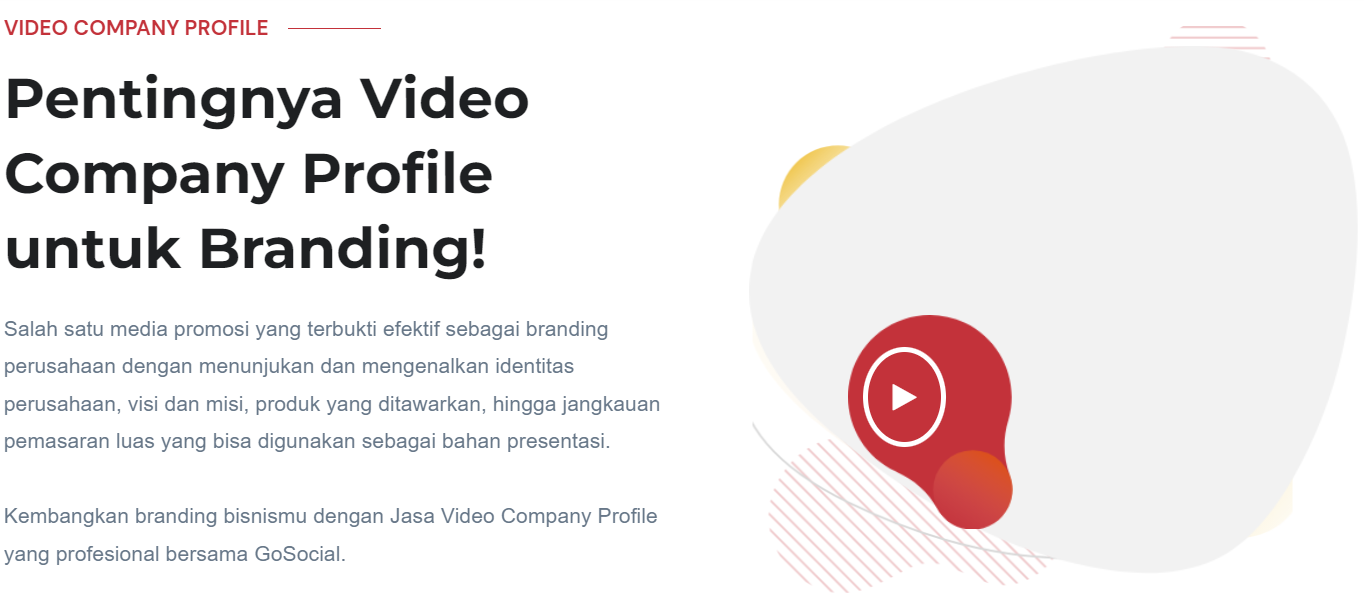 VIDEO COMPANY PROFILE
Pentingnya Video
Company Profile
untuk Branding!
Salah satu media promosi yang terbukti efektif sebagai branding
perusahaan dengan menunjukan dan mengenalkan identitas
perusahaan, visi dan misi, produk yang ditawarkan, hingga jangkauan
pemasaran luas yang bisa digunakan sebagai bahan presentasi.
Kembangkan branding bisnismu dengan Jasa Video Company Profile
yang profesional bersama GoSocial.